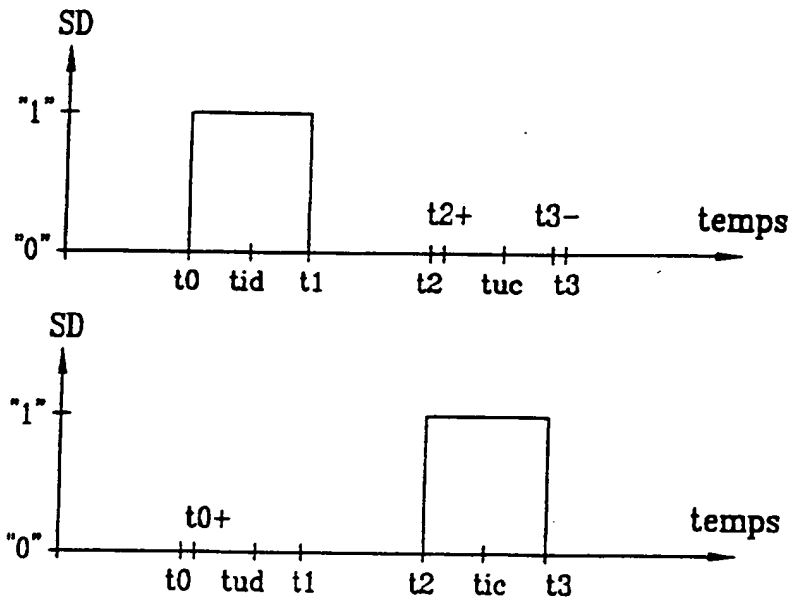 SD
"1"
t2+ t3- temps
"0"
t0 tid t1 t2 tuc t3
SD
"1"
t0+ temps
"0"
t0 tud t1 t2 tic t3